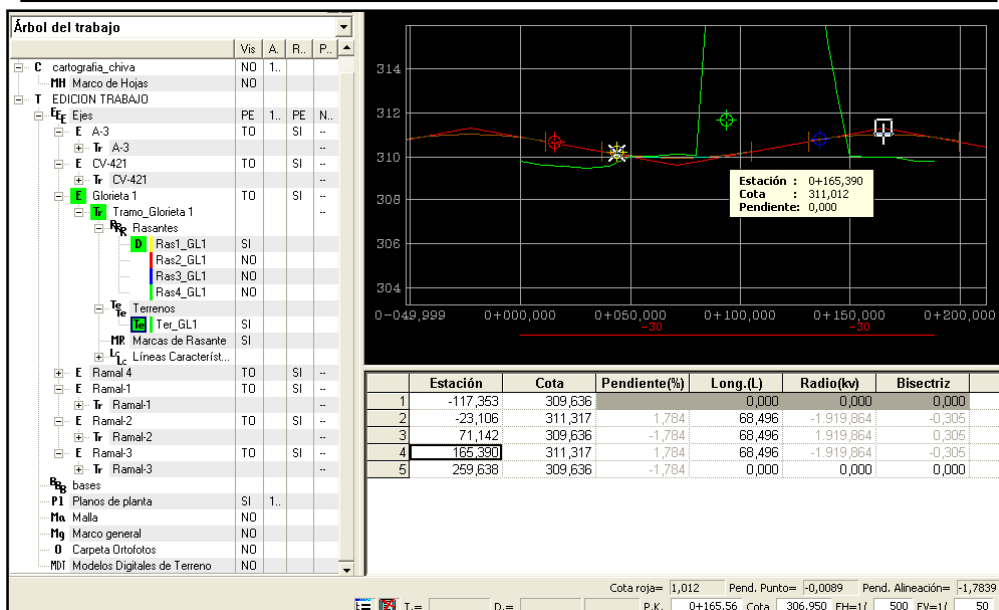 Árbol del trabajo
Vis A. R.. P..
C cartografia_chiva NO 1..
MH Marco de Hojas NO
T EDICION TRABAJO
EEE Ejes PE 1.. PE N..
E A-3 TO SI --
Tr A-3 --
E CV-421 TO SI --
Tr CV-421 --
E Glorieta 1 TO SI --
Tr Tramo_Glorieta 1 --
RRR Rasantes
D Ras1_GL1 SI
Ras2_GL1 NO
Ras3_GL1 NO
Ras4_GL1 NO
TeTe Terrenos
Te Ter_GL1 SI
MR Marcas de Rasante SI
LcLc Líneas Característ...
E Ramal 4 TO SI --
E Ramal-1 TO SI --
Tr Ramal-1 --
E Ramal-2 TO SI --
Tr Ramal-2 --
E Ramal-3 TO SI --
Tr Ramal-3 --
BBB bases
Pl Planos de planta SI 1..
Ma Malla NO
Mg Marco general NO
O Carpeta Ortofotos NO
MDT Modelos Digitales de Terreno NO
314
312
310
308
306
304
Estación : 0+165,390
Cota : 311,012
Pendiente: 0,000
0-049,999 0+000,000 0+050,000 0+100,000 0+150,000 0+200,000
-30 -30
Estación Cota Pendiente(%) Long.(L) Radio(kv) Bisectriz
1 -117,353 309,636 0,000 0,000 0,000
2 -23,106 311,317 1,784 68,496 -1.919,864 -0,305
3 71,142 309,636 -1,784 68,496 1.919,864 0,305
4 165,390 311,317 1,784 68,496 -1.919,864 -0,305
5 259,638 309,636 -1,784 0,000 0,000 0,000
Cota roja= 1,012 Pend. Punto= -0,0089 Pend. Alineación= -1,7839
T.= D.= P.K. 0+165.56 Cota 306.950 EH=1/ 500 EV=1/ 50